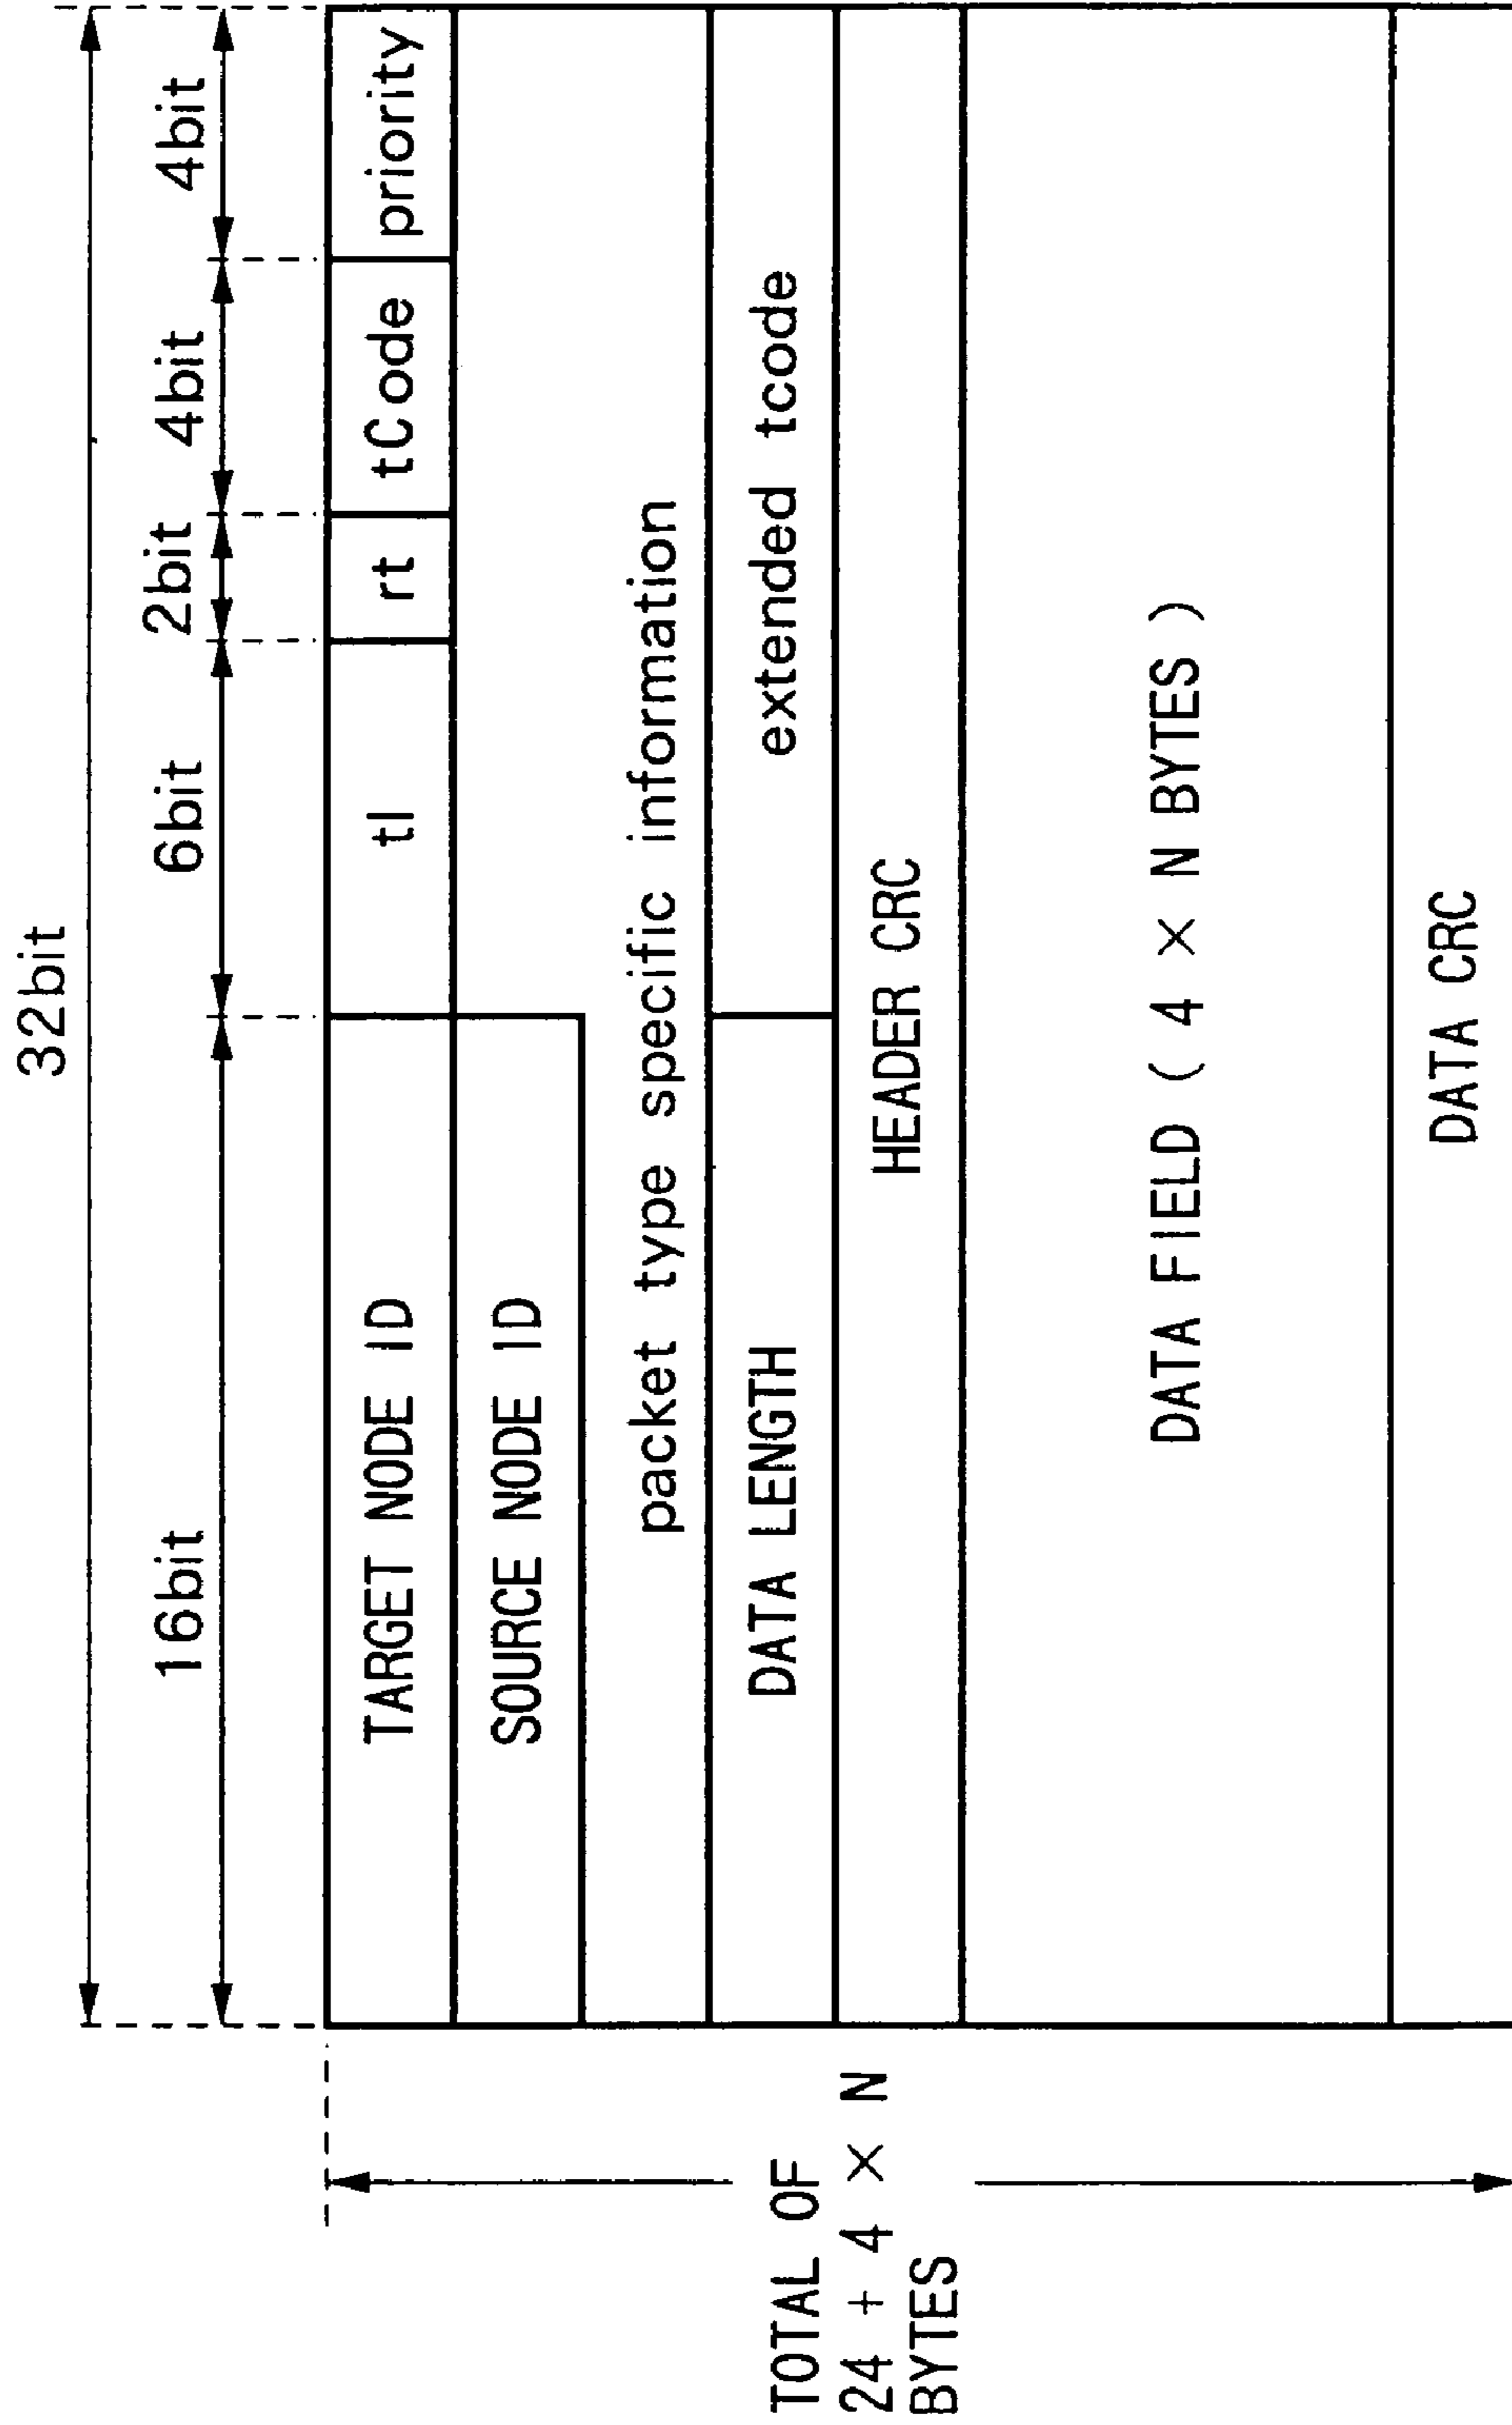 32bit
16bit 6bit 2bit 4bit 4bit
TARGET NODE ID tl rt tCode priority
SOURCE NODE ID
packet type specific information
DATA LENGTH extended tcode
HEADER CRC
DATA FIELD ( 4 × N BYTES )
DATA CRC
TOTAL OF
24 + 4 × N
BYTES